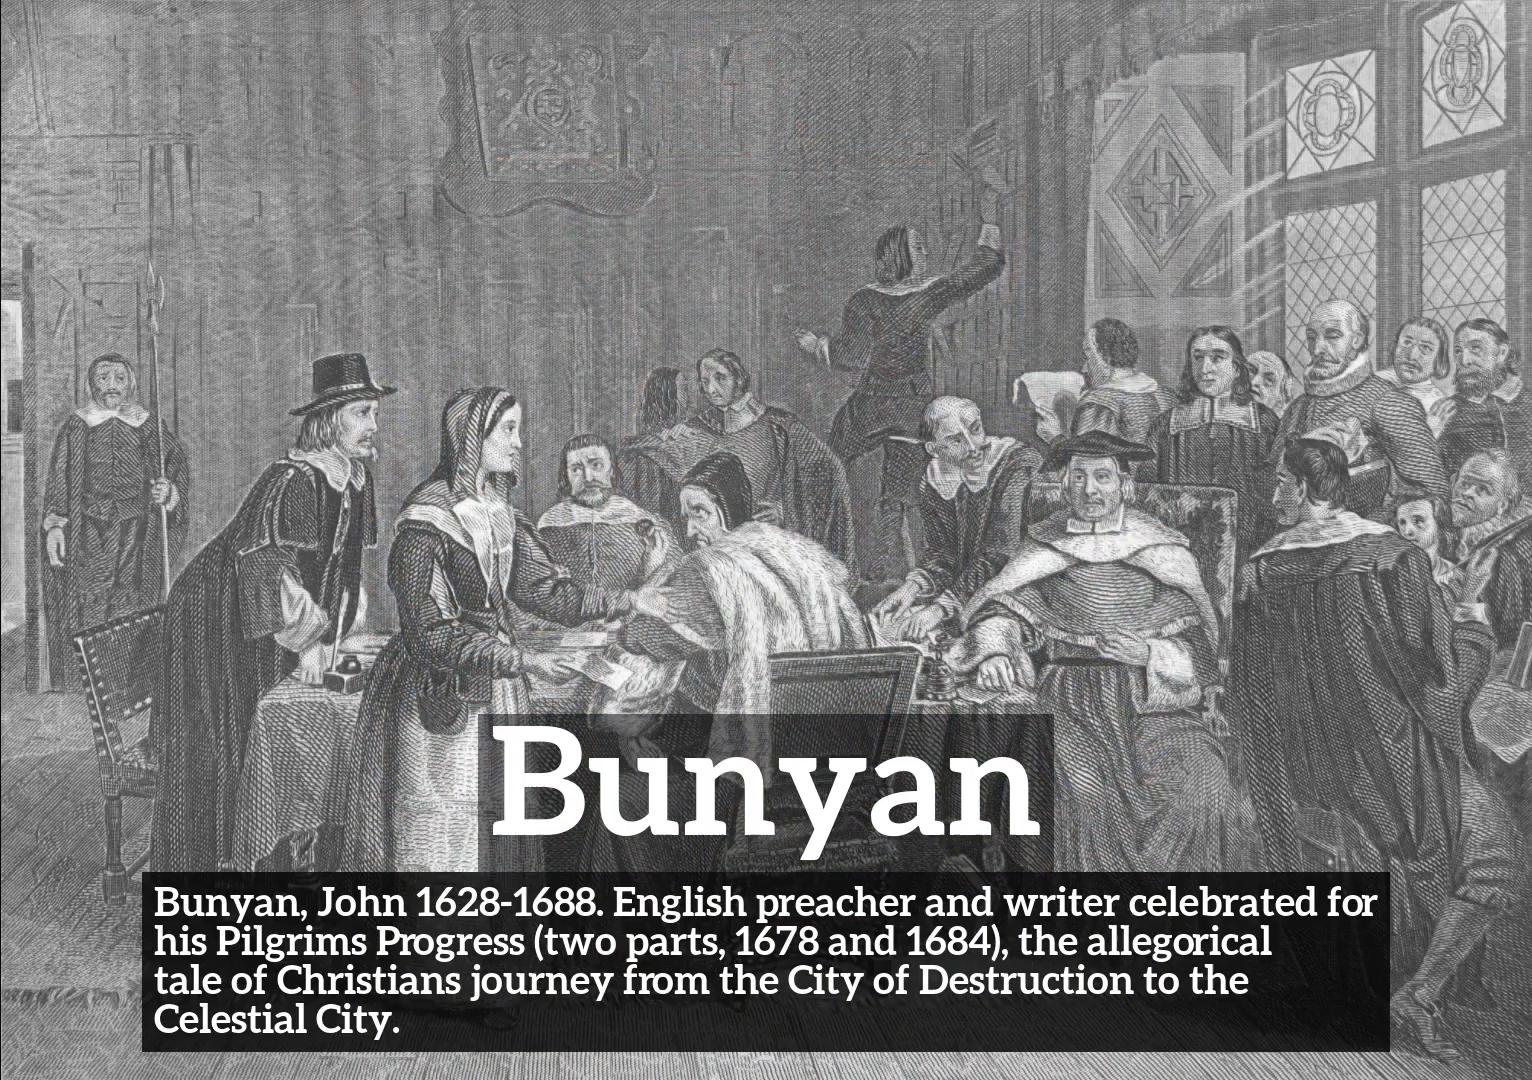 Bunyan
Bunyan, John 1628-1688. English preacher and writer celebrated for
his Pilgrims Progress (two parts, 1678 and 1684), the allegorical
tale of Christians journey from the City of Destruction to the
Celestial City.